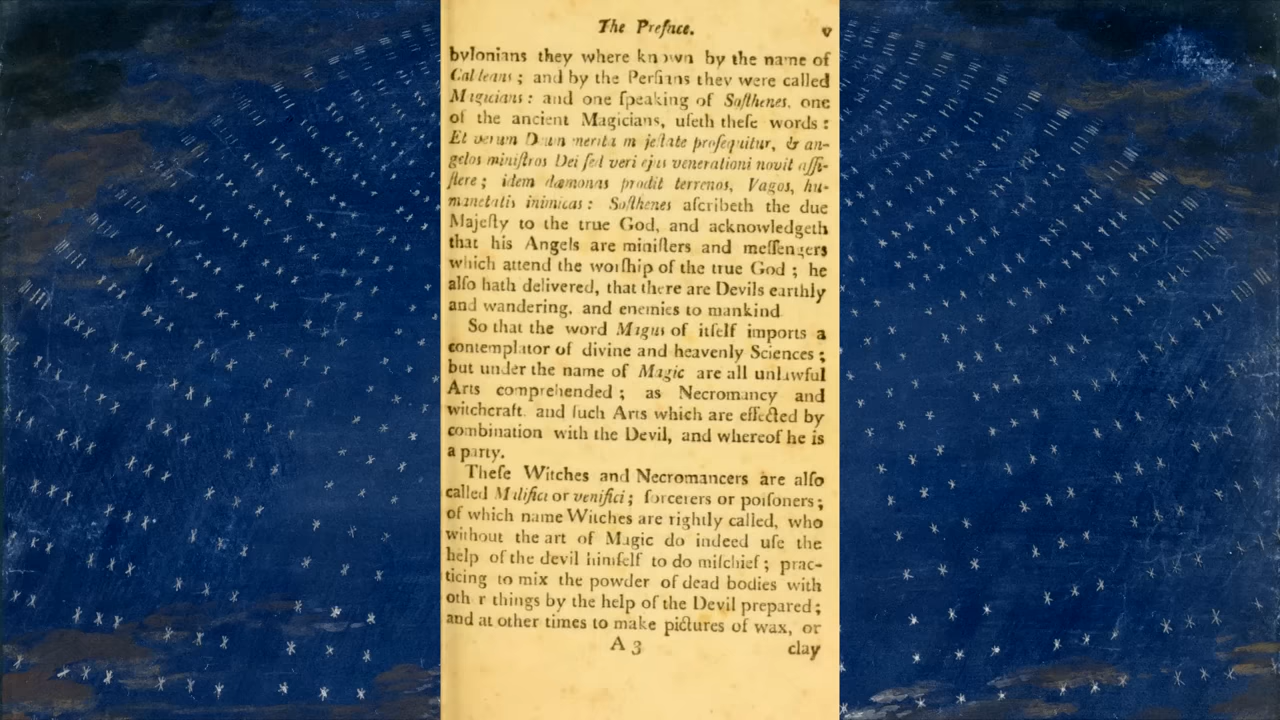 The Preface. v
bylonians they where known by the name of
Caldeans ; and by the Perſians they were called
Magicians : and one ſpeaking of Soſthenes, one
of the ancient Magicians, uſeth theſe words :
Et verum Deum merita majeſtate proſequitur, & an-
gelos miniſtros Dei ſed veri ejus venerationi novit aſſi-
ſtere ; idem dæmonas prodit terrenos, Vagos, hu-
manetatis inimicas : Soſthenes aſcribeth the due
Majeſty to the true God, and acknowledgeth
that his Angels are miniſters and meſſengers
which attend the worſhip of the true God ; he
alſo hath delivered, that there are Devils earthly
and wandering, and enemies to mankind
So that the word Magus of itſelf imports a
contemplator of divine and heavenly Sciences ;
but under the name of Magic are all unlawful
Arts comprehended ; as Necromancy and
witchcraft. and ſuch Arts which are effected by
combination with the Devil, and whereof he is
a party.
Theſe Witches and Necromancers are alſo
called Malifici or venifici ; ſorcerers or poiſoners ;
of which name Witches are rightly called, who
without the art of Magic do indeed uſe the
help of the devil himſelf to do miſchief ; prac-
ticing to mix the powder of dead bodies with
other things by the help of the Devil prepared ;
and at other times to make pictures of wax, or
A 3 clay